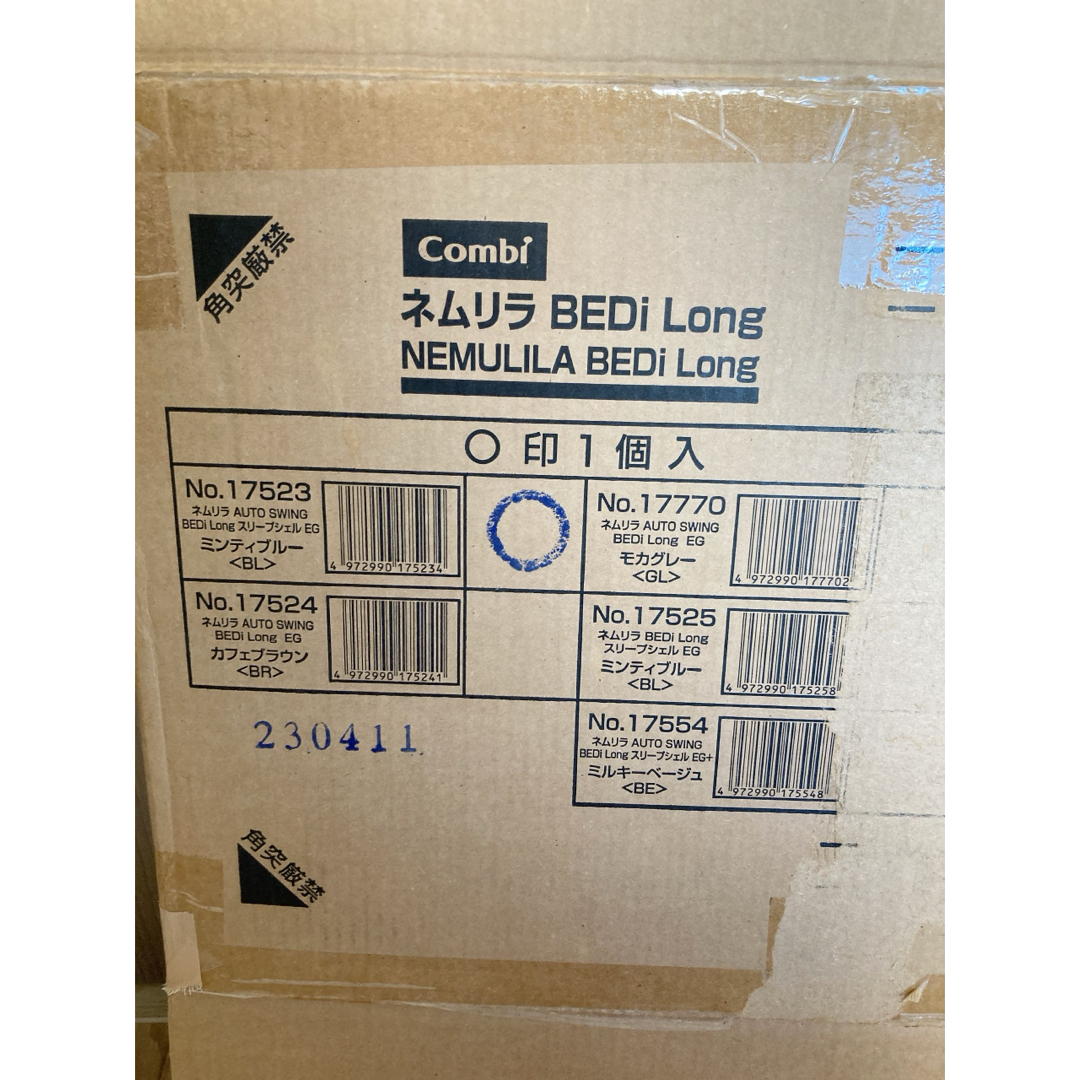 角突厳禁
Combi
ネムリラ BEDi Long
NEMULILA BEDi Long
〇 印 1 個 入
No.17523
ネムリラ AUTO SWING
BEDi Long スリープシェル EG
ミンティブルー
<BL>
4 972990 175234
No.17770
ネムリラ AUTO SWING
BEDi Long EG
モカグレー
<GL>
4 972990 177702
No.17524
ネムリラ AUTO SWING
BEDi Long EG
カフェブラウン
<BR>
4 972990 175241
No.17525
ネムリラ BEDi Long
スリープシェル EG
ミンティブルー
<BL>
4 972990 175258
No.17554
ネムリラ AUTO SWING
BEDi Long スリープシェル EG+
ミルキーベージュ
<BE>
4 972990 175548
230411
角突厳禁